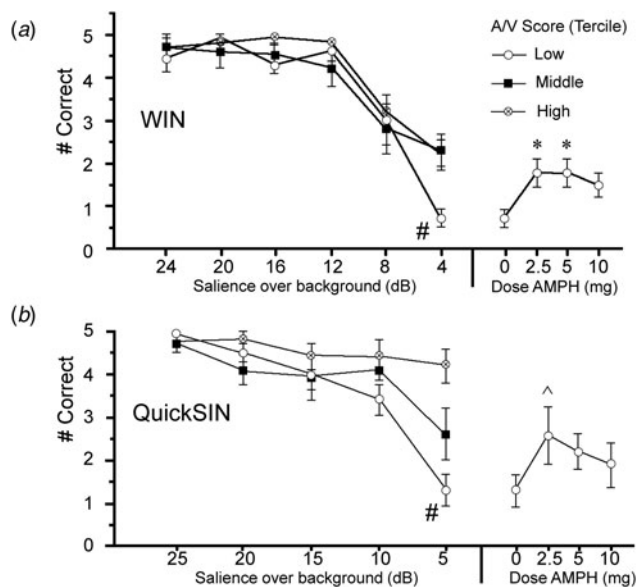 (a)
A/V Score (Tercile)
Low
Middle
High
5
4
3
2
1
0
# Correct
WIN
#
* *
24 20 16 12 8 4
Salience over background (dB)
0 2.5 5 10
Dose AMPH (mg)
(b)
5
4
3
2
1
0
# Correct
QuickSIN
#
^
25 20 15 10 5
Salience over background (dB)
0 2.5 5 10
Dose AMPH (mg)